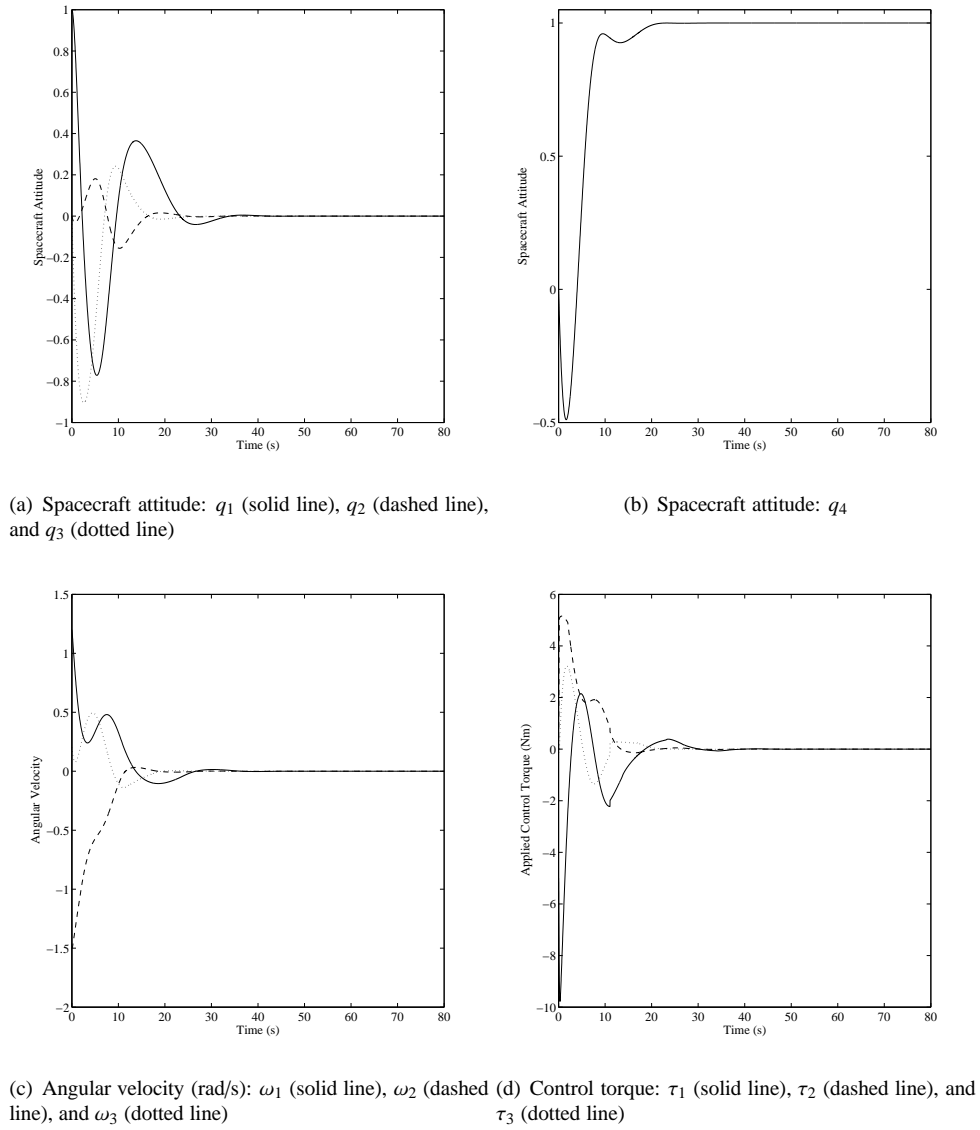 1
0.8
0.6
0.4
0.2
0
−0.2
−0.4
−0.6
−0.8
−1
Spacecraft Attitude
0 10 20 30 40 50 60 70 80
Time (s)
1
0.5
0
−0.5
Spacecraft Attitude
0 10 20 30 40 50 60 70 80
Time (s)
(a) Spacecraft attitude: q1 (solid line), q2 (dashed line),
and q3 (dotted line)
(b) Spacecraft attitude: q4
1.5
1
0.5
0
−0.5
−1
−1.5
−2
Angular Velocity
0 10 20 30 40 50 60 70 80
Time (s)
6
4
2
0
−2
−4
−6
−8
−10
Applied Control Torque (Nm)
0 10 20 30 40 50 60 70 80
Time (s)
(c) Angular velocity (rad/s): ω1 (solid line), ω2 (dashed
line), and ω3 (dotted line)
(d) Control torque: τ1 (solid line), τ2 (dashed line), and
τ3 (dotted line)